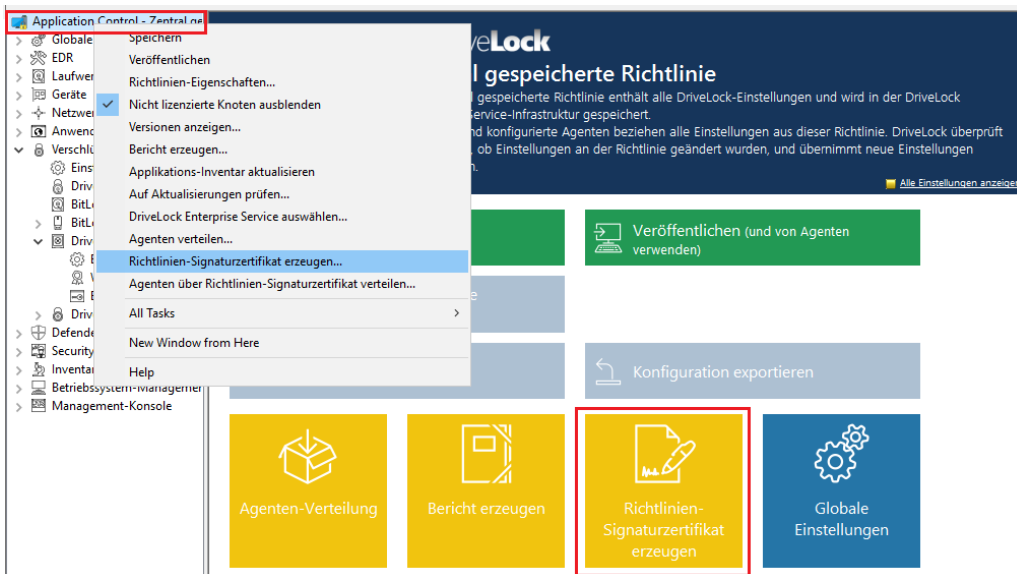 Application Control - Zentral ge
Globale
EDR
Laufwer
Geräte
Netzwer
Anwend
Verschlü
Eins
Driv
BitL
BitL
Driv
Driv
Defende
Security
Inventar
Betriebssystem-Managemen
Management-Konsole
Speichern
Veröffentlichen
Richtlinien-Eigenschaften...
Nicht lizenzierte Knoten ausblenden
Versionen anzeigen...
Bericht erzeugen...
Applikations-Inventar aktualisieren
Auf Aktualisierungen prüfen...
DriveLock Enterprise Service auswählen...
Agenten verteilen...
Richtlinien-Signaturzertifikat erzeugen...
Agenten über Richtlinien-Signaturzertifikat verteilen...
All Tasks
New Window from Here
Help
veLock
l gespeicherte Richtlinie
l gespeicherte Richtlinie enthält alle DriveLock-Einstellungen und wird in der DriveLock
Service-Infrastruktur gespeichert.
nd konfigurierte Agenten beziehen alle Einstellungen aus dieser Richtlinie. DriveLock überprüft
, ob Einstellungen an der Richtlinie geändert wurden, und übernimmt neue Einstellungen
n.
Alle Einstellungen anzeigen
Veröffentlichen (und von Agenten
verwenden)
Konfiguration exportieren
Agenten-Verteilung
Bericht erzeugen
Richtlinien-
Signaturzertifikat
erzeugen
Globale
Einstellungen